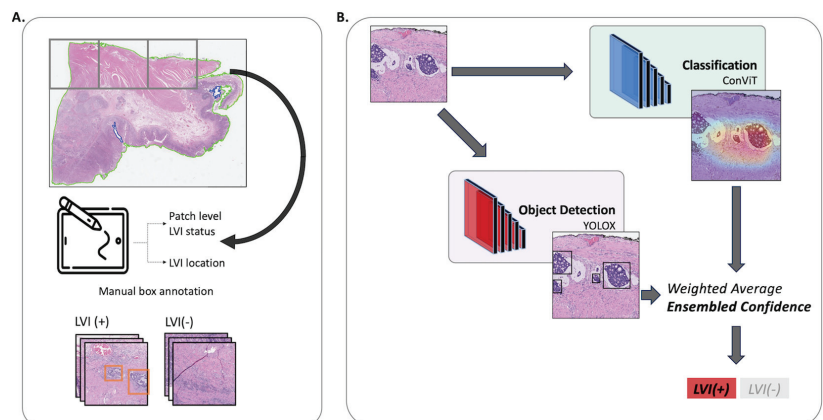 A.
Patch level
LVI status
LVI location
Manual box annotation
LVI (+)
LVI(-)
B.
Classification
ConViT
Object Detection
YOLOX
Weighted Average
Ensembled Confidence
LVI(+)
LVI(-)